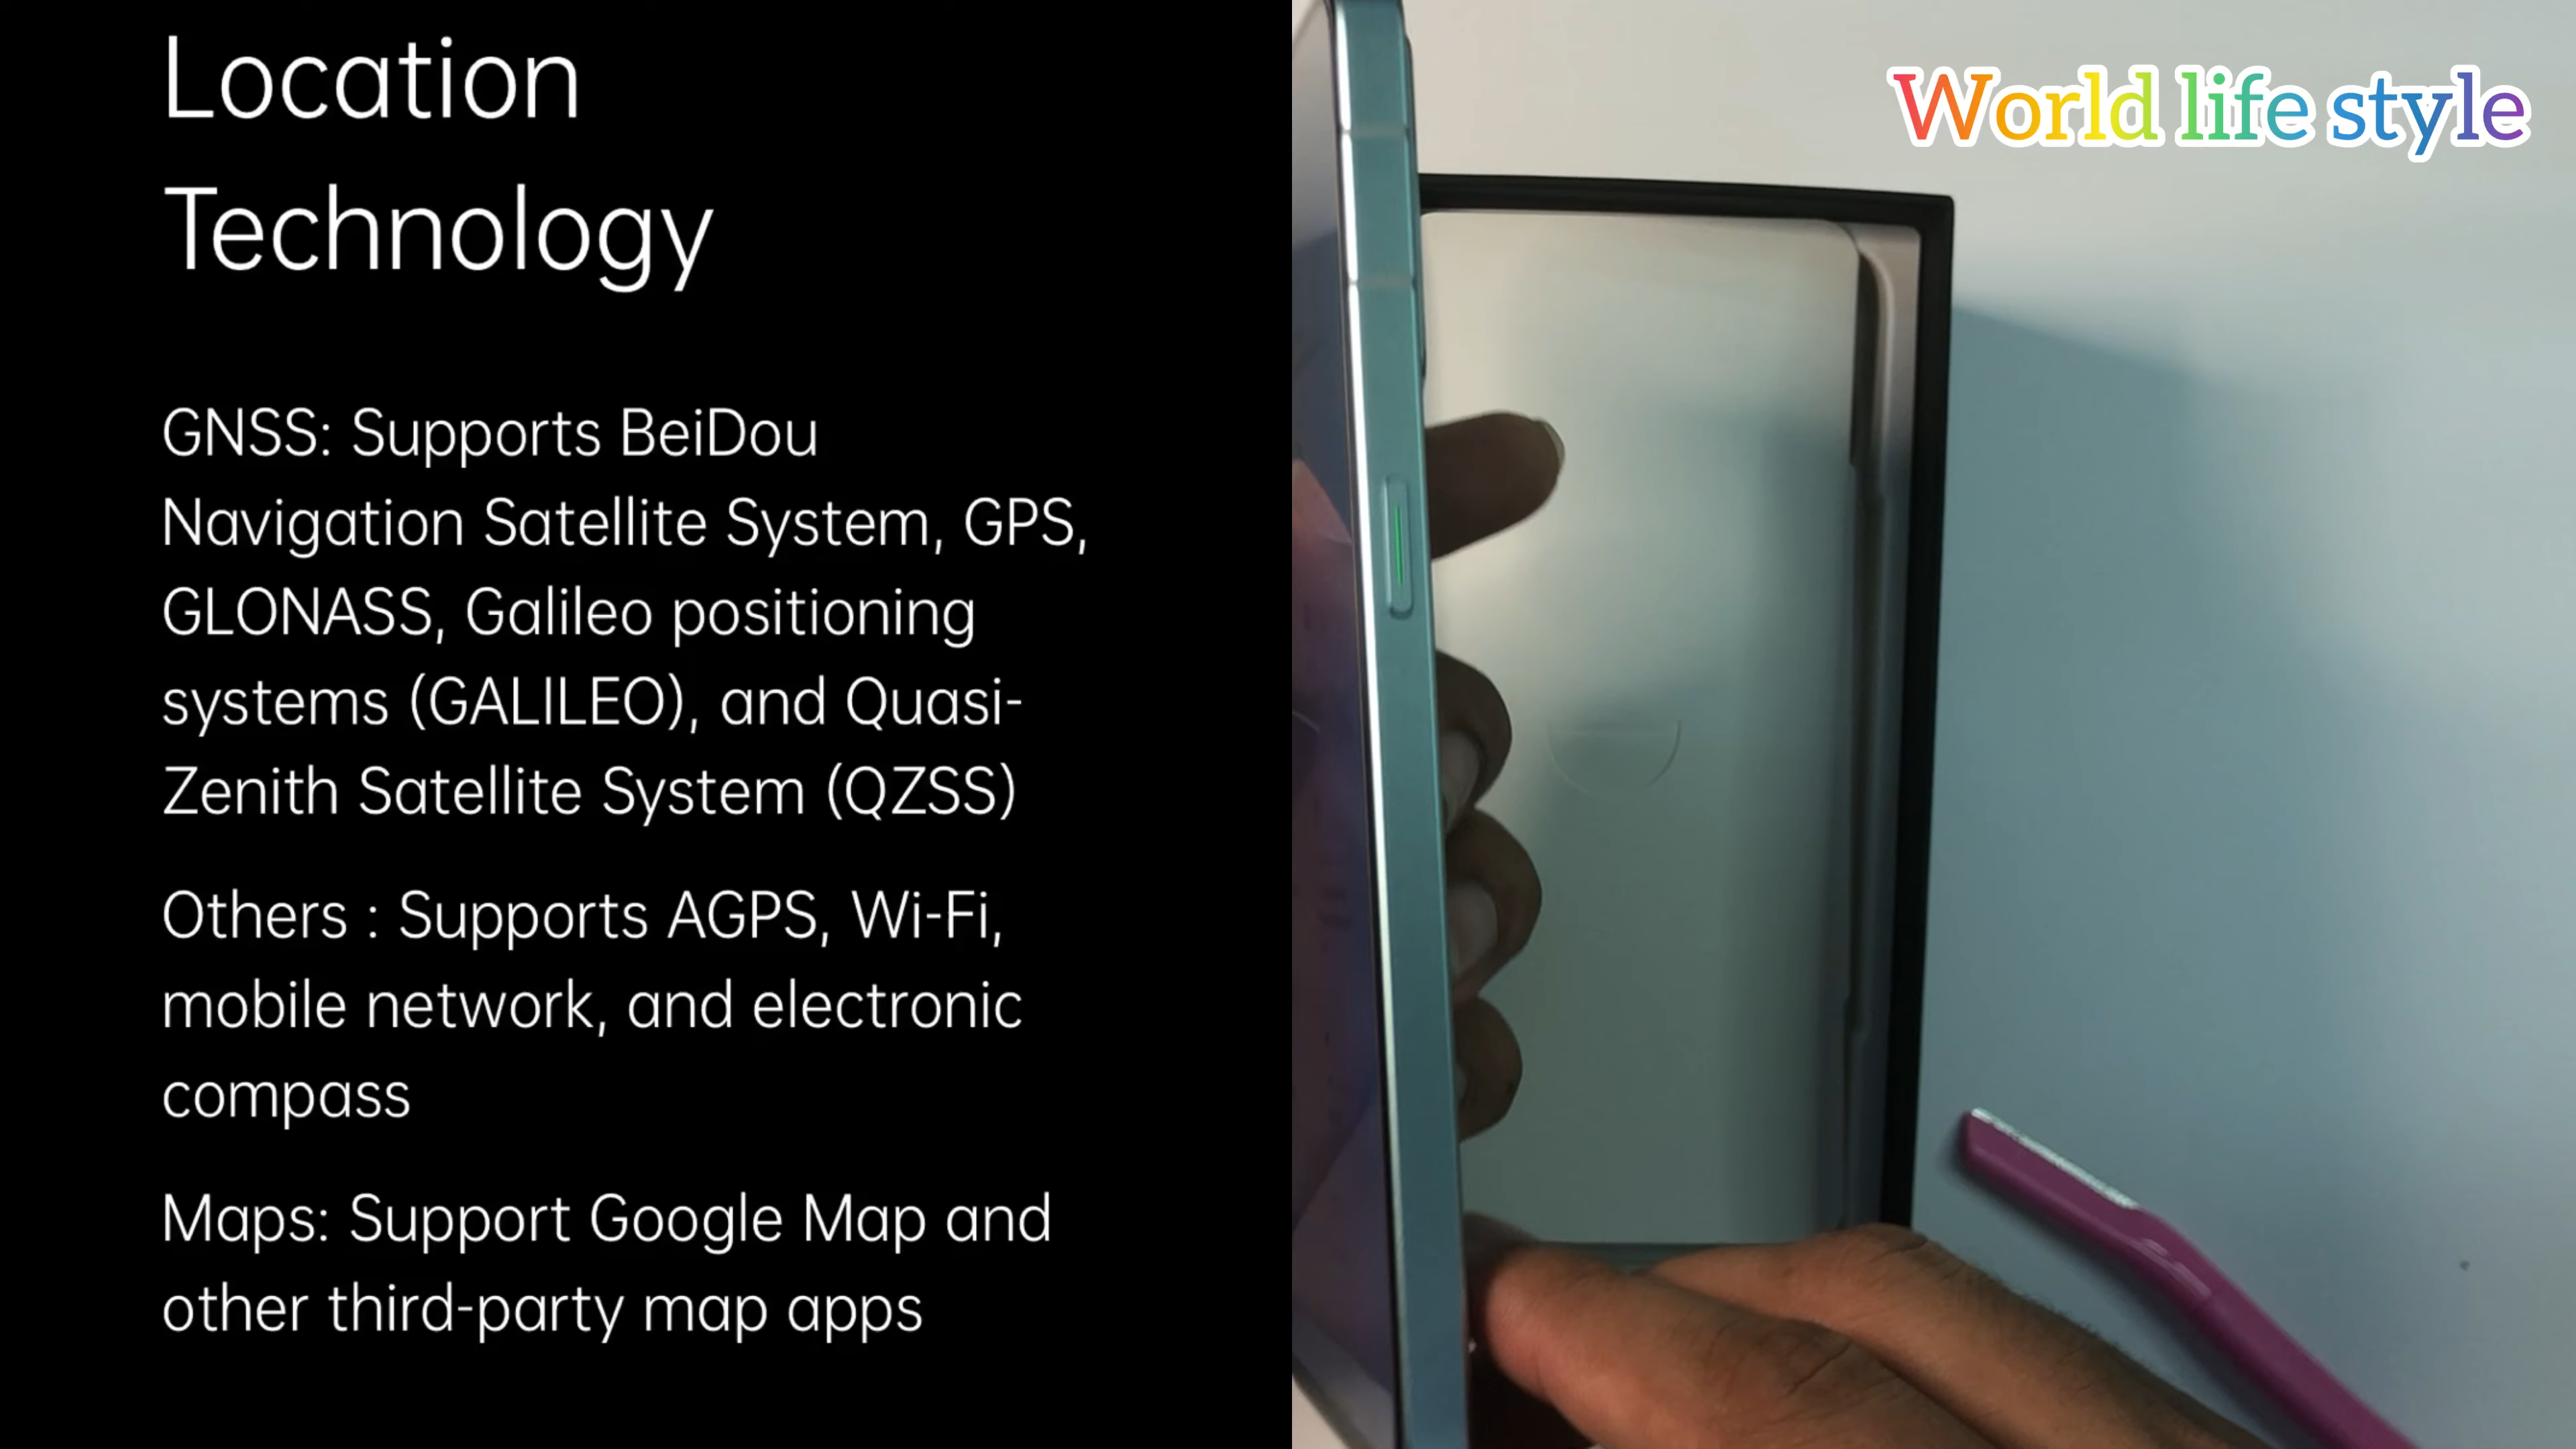 Location
Technology
GNSS: Supports BeiDou
Navigation Satellite System, GPS,
GLONASS, Galileo positioning
systems (GALILEO), and Quasi-
Zenith Satellite System (QZSS)
Others : Supports AGPS, Wi-Fi,
mobile network, and electronic
compass
Maps: Support Google Map and
other third-party map apps
World life style